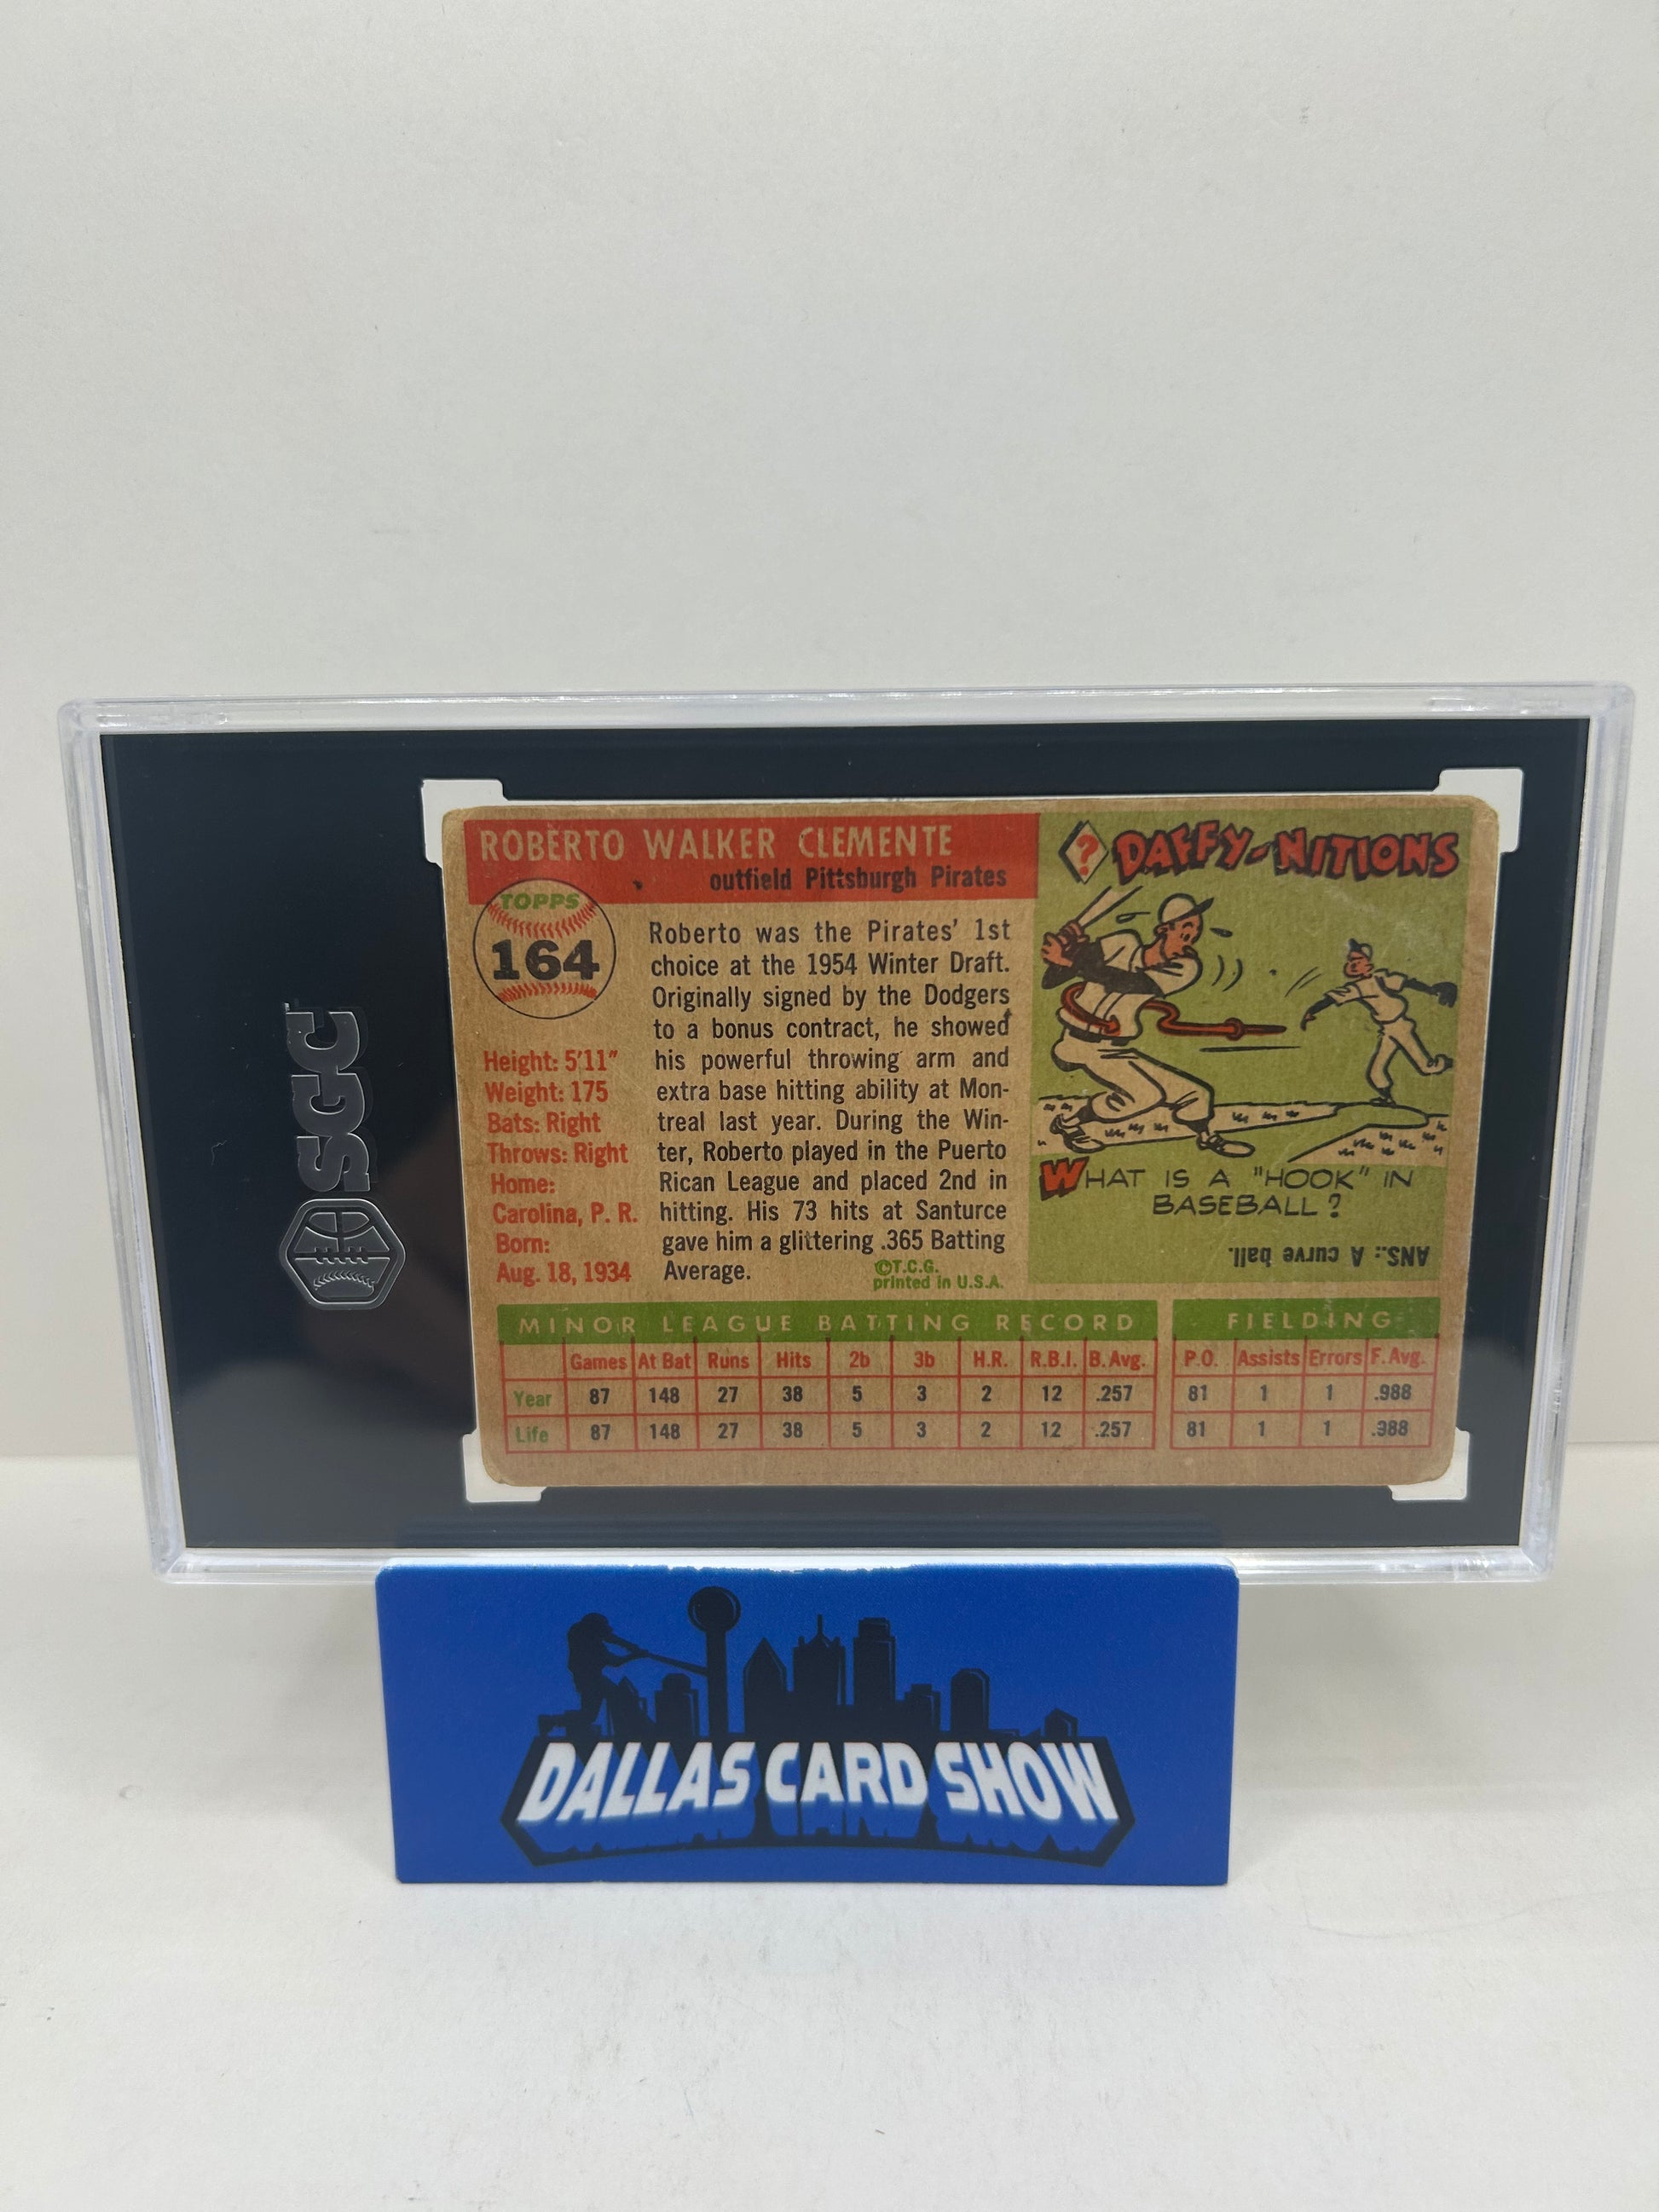 SGC
ROBERTO WALKER CLEMENTE
outfield Pittsburgh Pirates
TOPPS
164
Height: 5'11"
Weight: 175
Bats: Right
Throws: Right
Home:
Carolina, P. R.
Born:
Aug. 18, 1934
Roberto was the Pirates' 1st
choice at the 1954 Winter Draft.
Originally signed by the Dodgers
to a bonus contract, he showed
his powerful throwing arm and
extra base hitting ability at Mon-
treal last year. During the Win-
ter, Roberto played in the Puerto
Rican League and placed 2nd in
hitting. His 73 hits at Santurce
gave him a glittering .365 Batting
Average.
©T.C.G.
printed in U.S.A.
? DAFFY-NITIONS
WHAT IS A "HOOK" IN
BASEBALL?
ANS.: A curve ball.
MINOR LEAGUE BATTING RECORD
Games At Bat Runs Hits 2b 3b H.R. R.B.I. B. Avg.
Year 87 148 27 38 5 3 2 12 .257
Life 87 148 27 38 5 3 2 12 .257
FIELDING
P.O. Assists Errors F. Avg.
81 1 1 .988
81 1 1 .988
DALLAS CARD SHOW